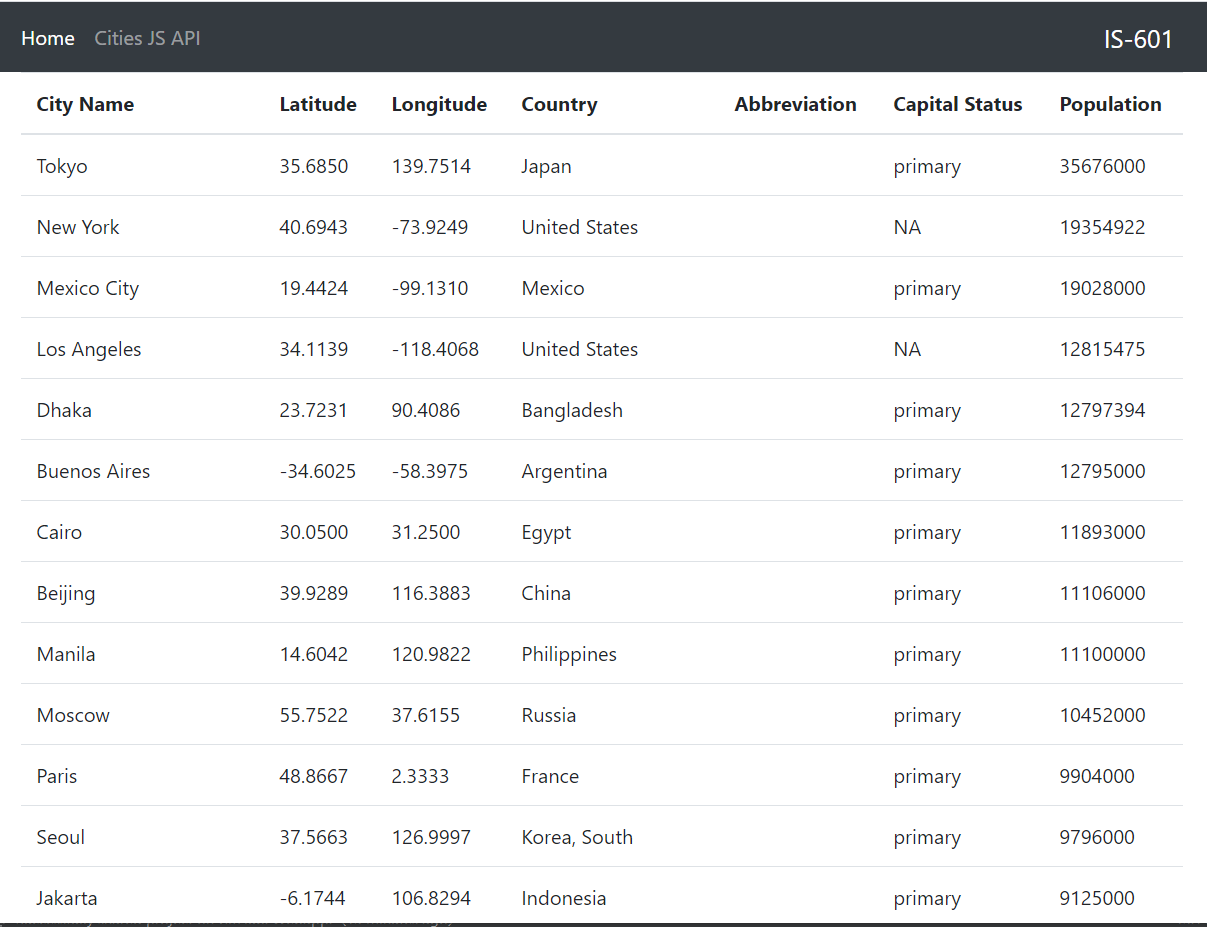 Home Cities JS API IS-601
City Name Latitude Longitude Country Abbreviation Capital Status Population
Tokyo 35.6850 139.7514 Japan primary 35676000
New York 40.6943 -73.9249 United States NA 19354922
Mexico City 19.4424 -99.1310 Mexico primary 19028000
Los Angeles 34.1139 -118.4068 United States NA 12815475
Dhaka 23.7231 90.4086 Bangladesh primary 12797394
Buenos Aires -34.6025 -58.3975 Argentina primary 12795000
Cairo 30.0500 31.2500 Egypt primary 11893000
Beijing 39.9289 116.3883 China primary 11106000
Manila 14.6042 120.9822 Philippines primary 11100000
Moscow 55.7522 37.6155 Russia primary 10452000
Paris 48.8667 2.3333 France primary 9904000
Seoul 37.5663 126.9997 Korea, South primary 9796000
Jakarta -6.1744 106.8294 Indonesia primary 9125000